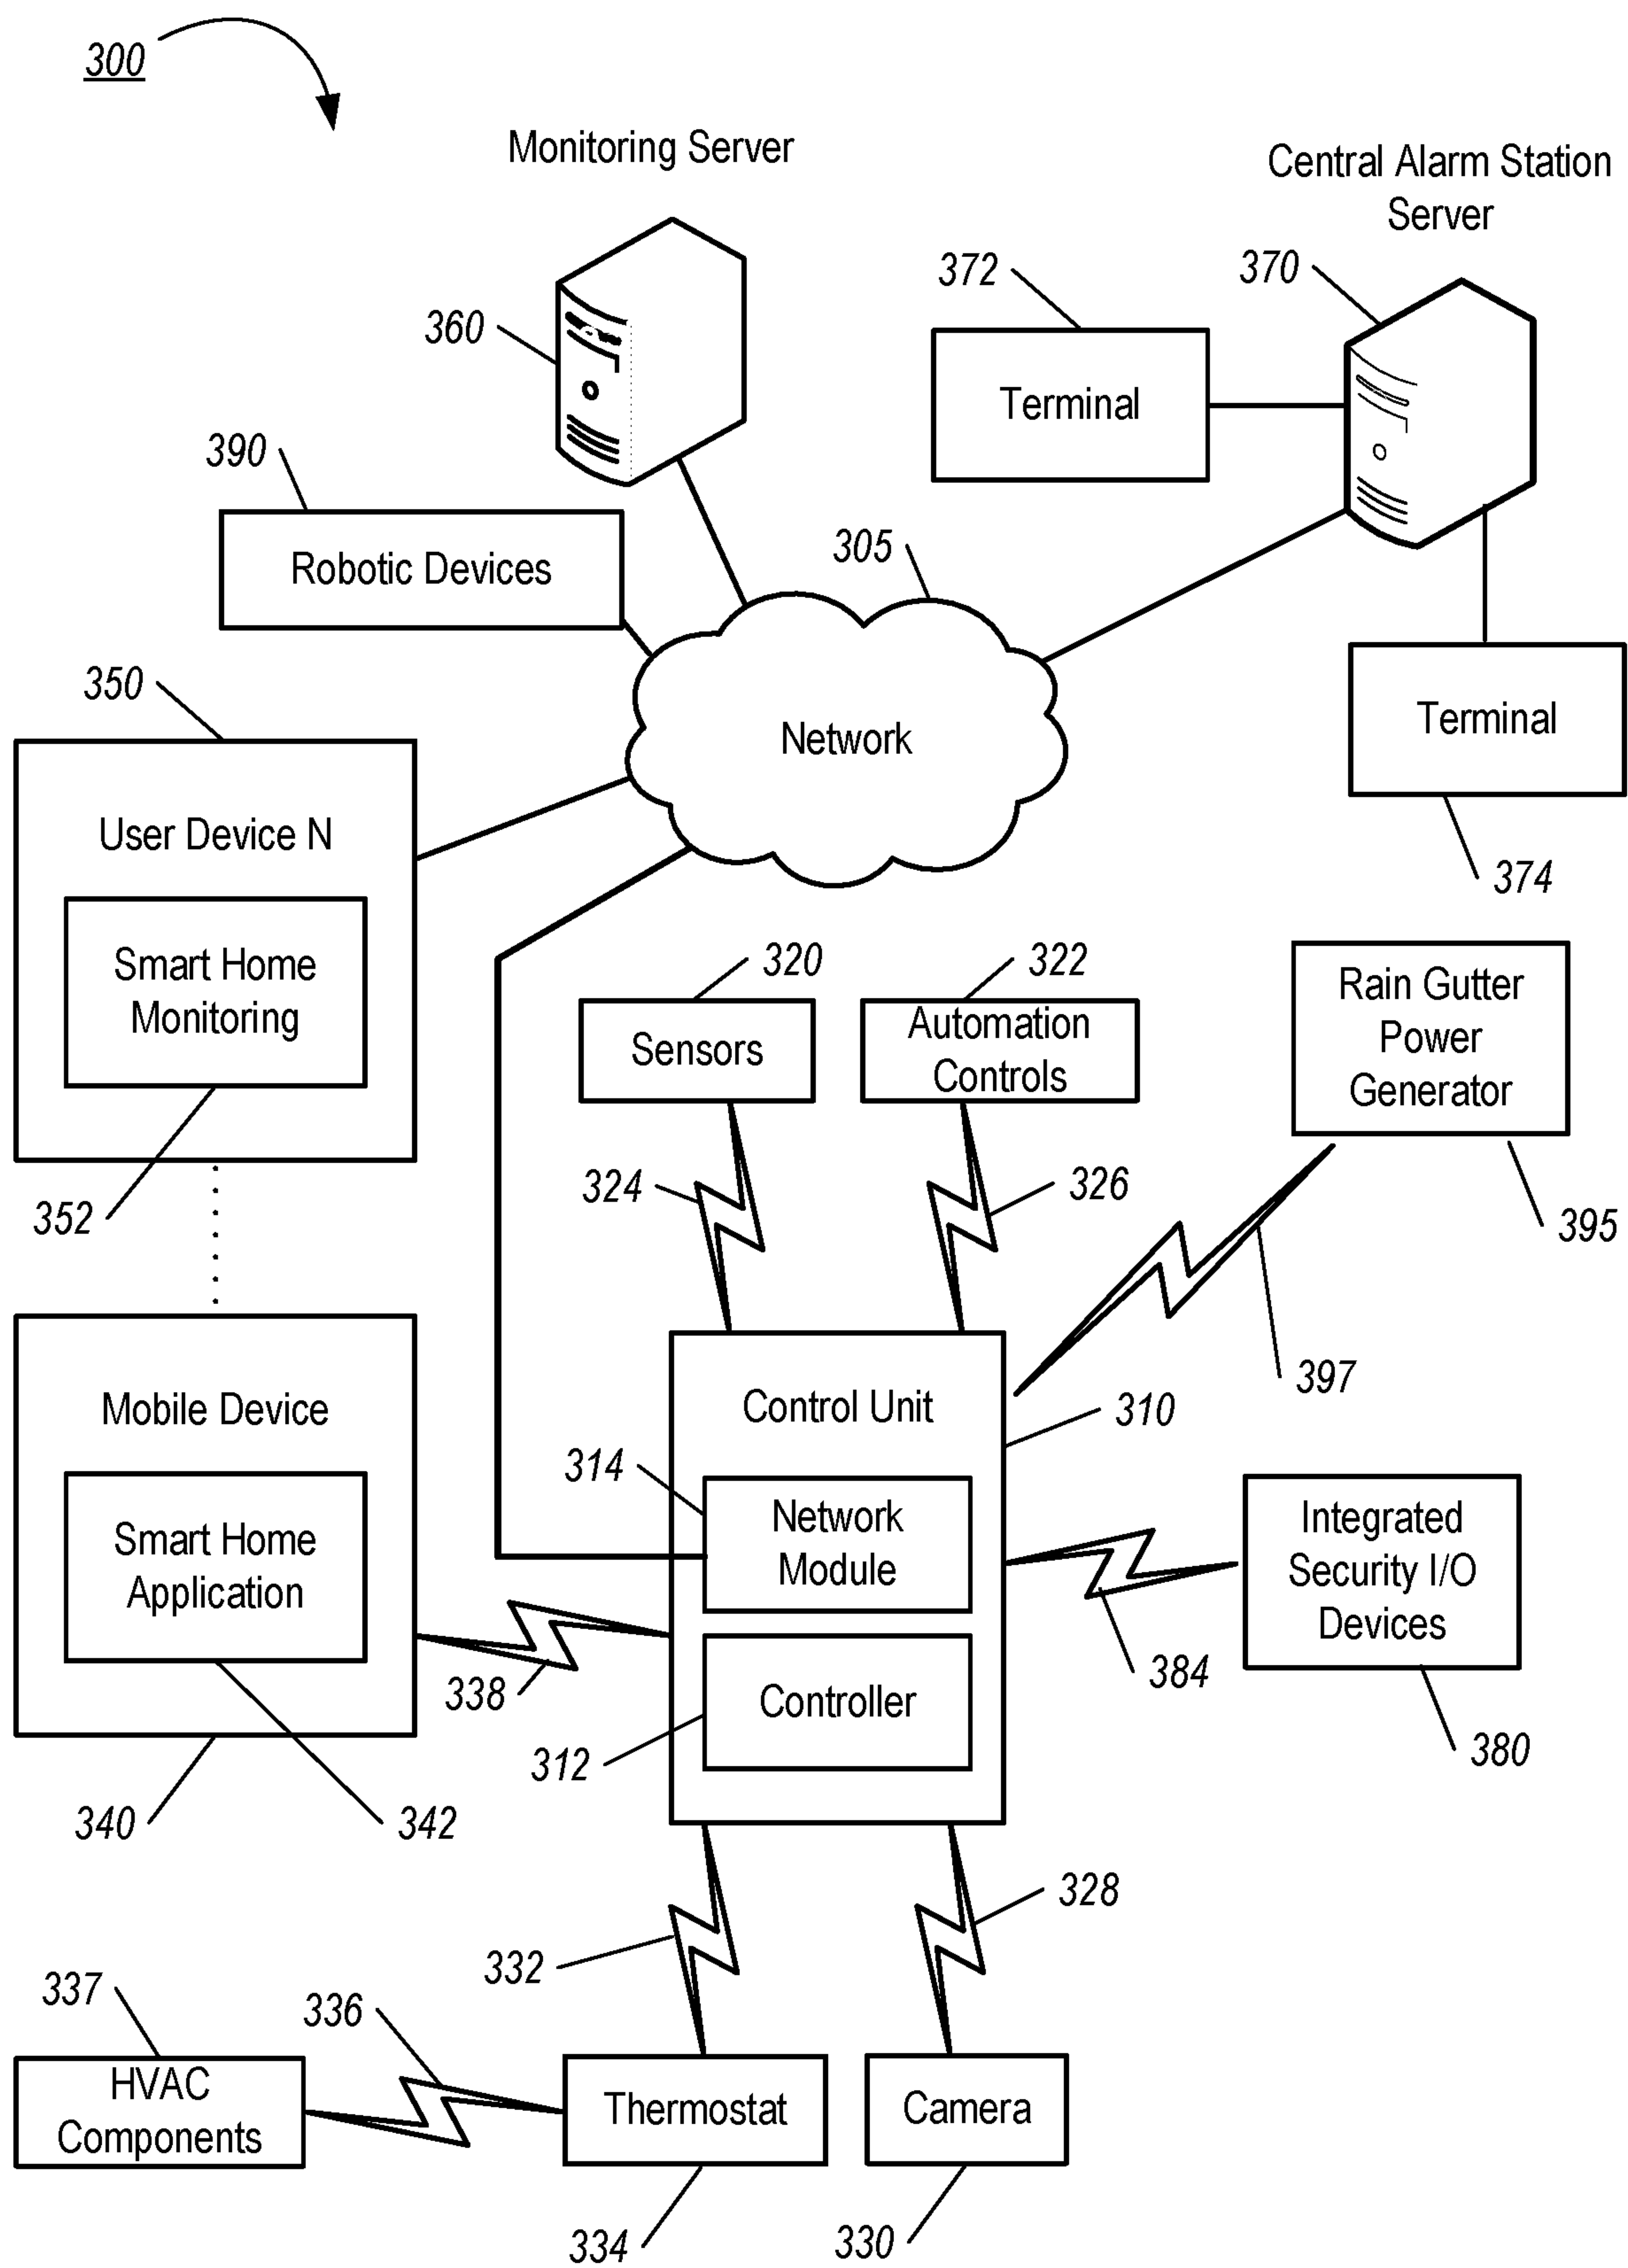 300
Monitoring Server
Central Alarm Station
Server
372
370
360
Terminal
390
305
Robotic Devices
350
Network
Terminal
User Device N
374
Smart Home
Monitoring
320
322
Rain Gutter
Power
Generator
Sensors
Automation
Controls
324
326
352
395
397
Mobile Device
Control Unit
310
314
Smart Home
Application
Network
Module
Integrated
Security I/O
Devices
338
384
Controller
312
380
340
342
328
332
337
336
HVAC
Components
Thermostat
Camera
334
330